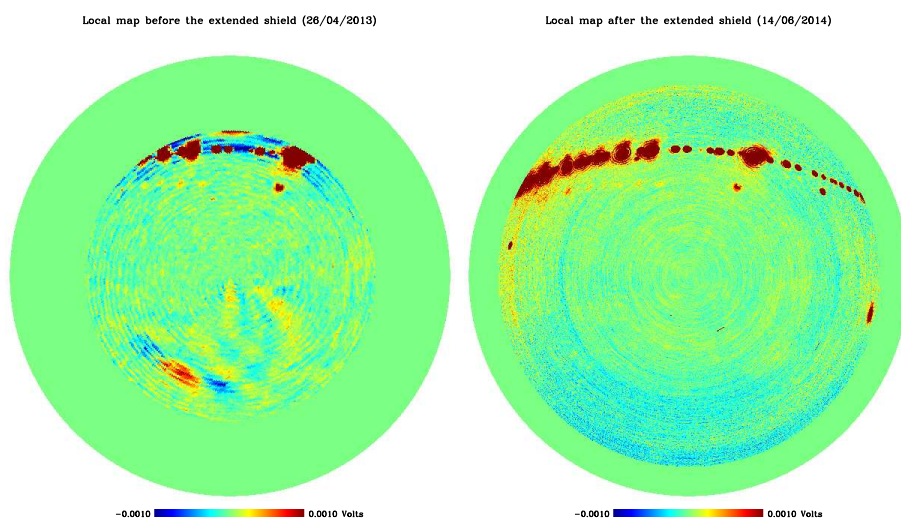 Local map before the extended shield (26/04/2013)
Local map after the extended shield (14/06/2014)
-0.0010 0.0010 Volts
-0.0010 0.0010 Volts